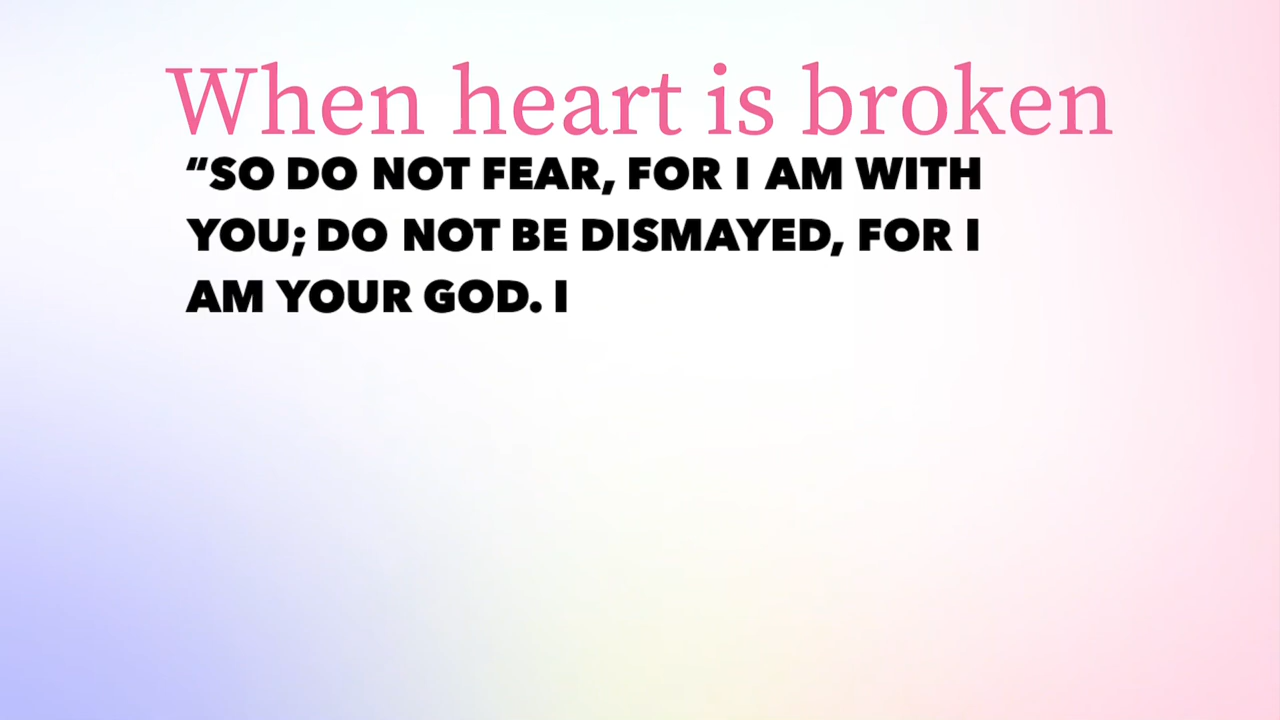 When heart is broken
“SO DO NOT FEAR, FOR I AM WITH
YOU; DO NOT BE DISMAYED, FOR I
AM YOUR GOD. I